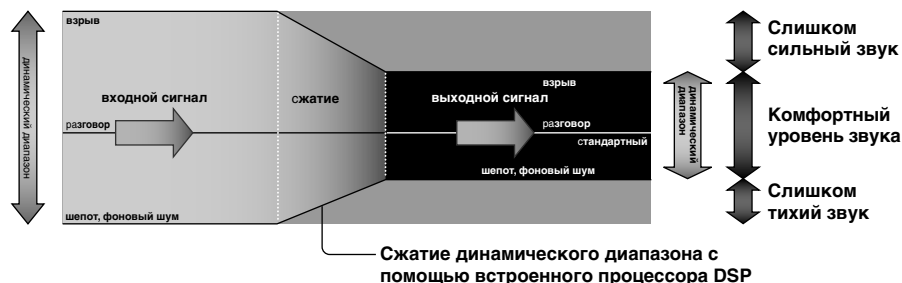 взрыв
динамический диапазон
входной сигнал
сжатие
разговор
шепот, фоновый шум
взрыв
выходной сигнал
разговор
стандартный
шепот, фоновый шум
динамический
диапазон
Слишком
сильный звук
Комфортный
уровень звука
Слишком
тихий звук
Сжатие динамического диапазона с
помощью встроенного процессора DSP